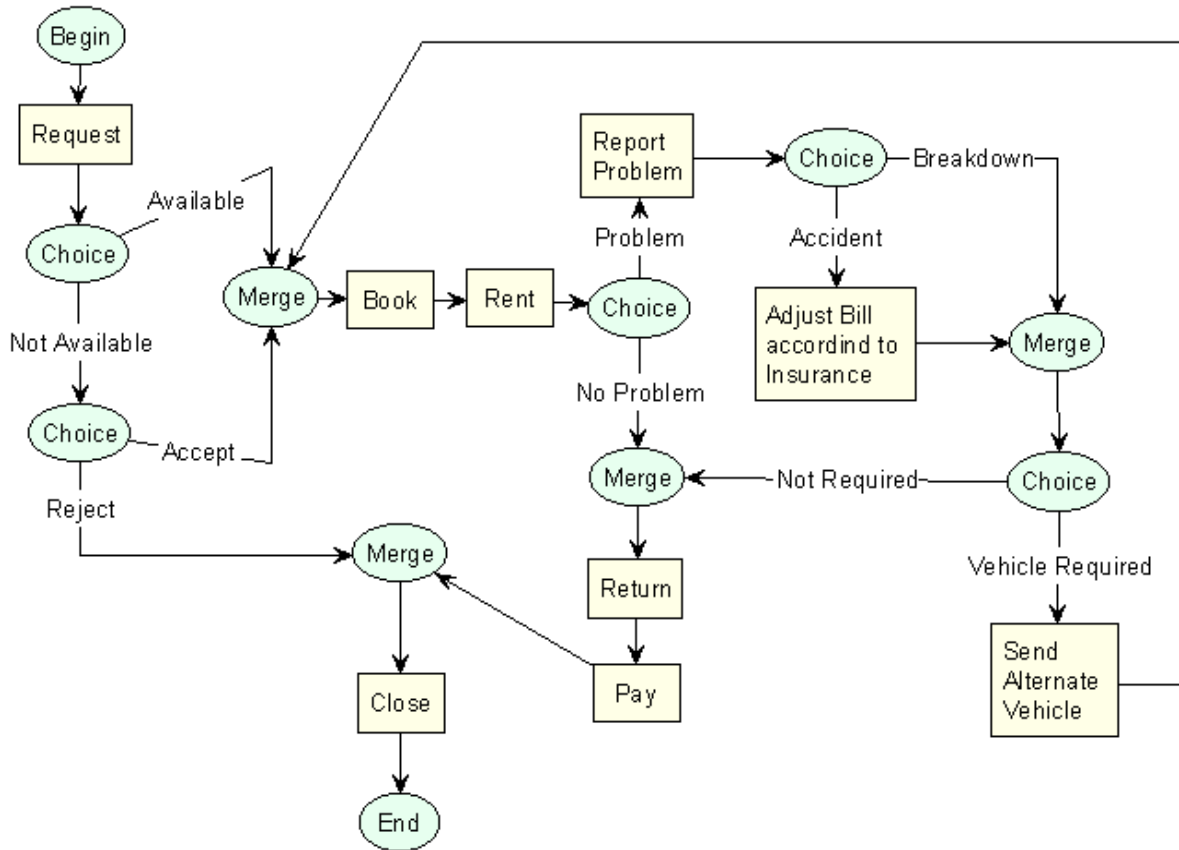 Begin
Request
Choice
Available
Not Available
Choice
Accept
Reject
Merge
Book
Rent
Choice
Problem
Report
Problem
Choice
Breakdown
Accident
Adjust Bill
accordind to
Insurance
Merge
No Problem
Merge
Not Required
Choice
Vehicle Required
Send
Alternate
Vehicle
Return
Pay
Merge
Close
End